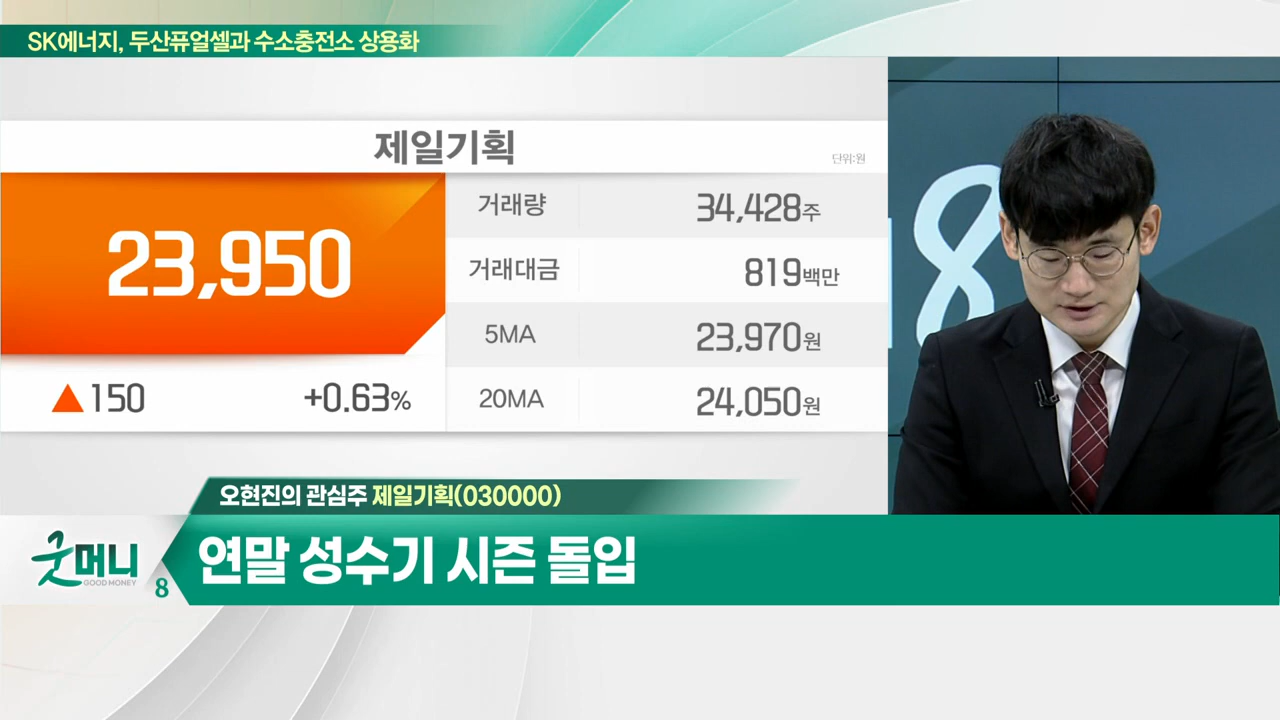 SK에너지, 두산퓨얼셀과 수소충전소 상용화
제일기획
단위:원
23,950
▲150 +0.63%
거래량 34,428주
거래대금 819백만
5MA 23,970원
20MA 24,050원
8
오현진의 관심주 제일기획(030000)
굿머니
GOOD MONEY
8
연말 성수기 시즌 돌입